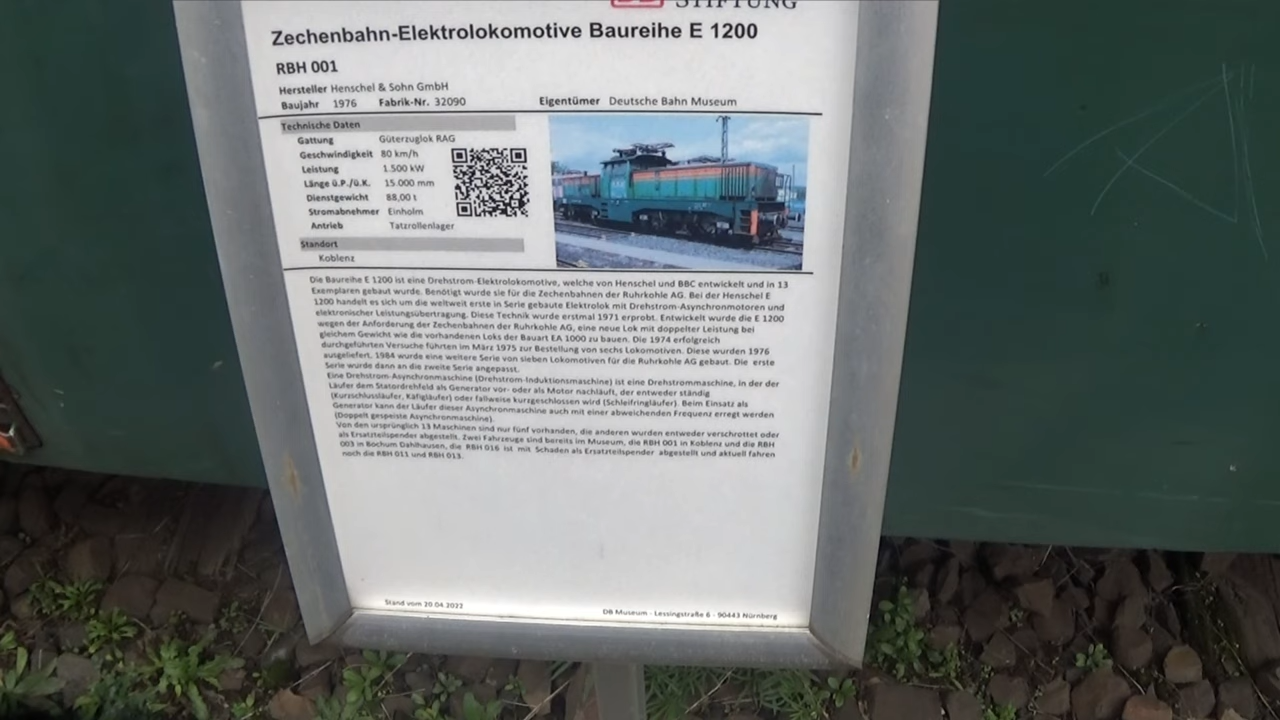 DB STIFTUNG
Zechenbahn-Elektrolokomotive Baureihe E 1200
RBH 001
Hersteller Henschel & Sohn GmbH
Baujahr 1976 Fabrik-Nr. 32090 Eigentümer Deutsche Bahn Museum
Technische Daten
Gattung Güterzuglok RAG
Geschwindigkeit 80 km/h
Leistung 1.500 kW
Länge ü.P./ü.K. 15.000 mm
Dienstgewicht 88,00 t
Stromabnehmer Einholm
Antrieb Tatzrollenlager
Standort
Koblenz
Die Baureihe E 1200 ist eine Drehstrom-Elektrolokomotive, welche von Henschel und BBC entwickelt und in 13
Exemplaren gebaut wurde. Benötigt wurde sie für die Zechenbahnen der Ruhrkohle AG. Bei der Henschel E
1200 handelt es sich um die weltweit erste in Serie gebaute Elektrolok mit Drehstrom-Asynchronmotoren und
elektronischer Leistungsübertragung. Diese Technik wurde erstmal 1971 erprobt. Entwickelt wurde die E 1200
wegen der Anforderung der Zechenbahnen der Ruhrkohle AG, eine neue Lok mit doppelter Leistung bei
gleichem Gewicht wie die vorhandenen Loks der Bauart EA 1000 zu bauen. Die 1974 erfolgreich
durchgeführten Versuche führten im März 1975 zur Bestellung von sechs Lokomotiven. Diese wurden 1976
ausgeliefert. 1984 wurde eine weitere Serie von sieben Lokomotiven für die Ruhrkohle AG gebaut. Die erste
Serie wurde dann an die zweite Serie angepasst.
Eine Drehstrom-Asynchronmaschine (Drehstrom-Induktionsmaschine) ist eine Drehstrommaschine, in der der
Läufer dem Statordrehfeld als Generator vor- oder als Motor nachläuft, der entweder ständig
(Kurzschlussläufer, Käfigläufer) oder fallweise kurzgeschlossen wird (Schleifringläufer). Beim Einsatz als
Generator kann der Läufer dieser Asynchronmaschine auch mit einer abweichenden Frequenz erregt werden
(Doppelt gespeiste Asynchronmaschine).
Von den ursprünglich 13 Maschinen sind nur fünf vorhanden, die anderen wurden entweder verschrottet oder
als Ersatzteilspender abgestellt. Zwei Fahrzeuge sind bereits im Museum, die RBH 001 in Koblenz und die RBH
003 in Bochum Dahlhausen, die RBH 016 ist mit Schaden als Ersatzteilspender abgestellt und aktuell fahren
noch die RBH 011 und RBH 013.
Stand vom 20.04.2022 DB Museum - Lessingstraße 6 - 90443 Nürnberg